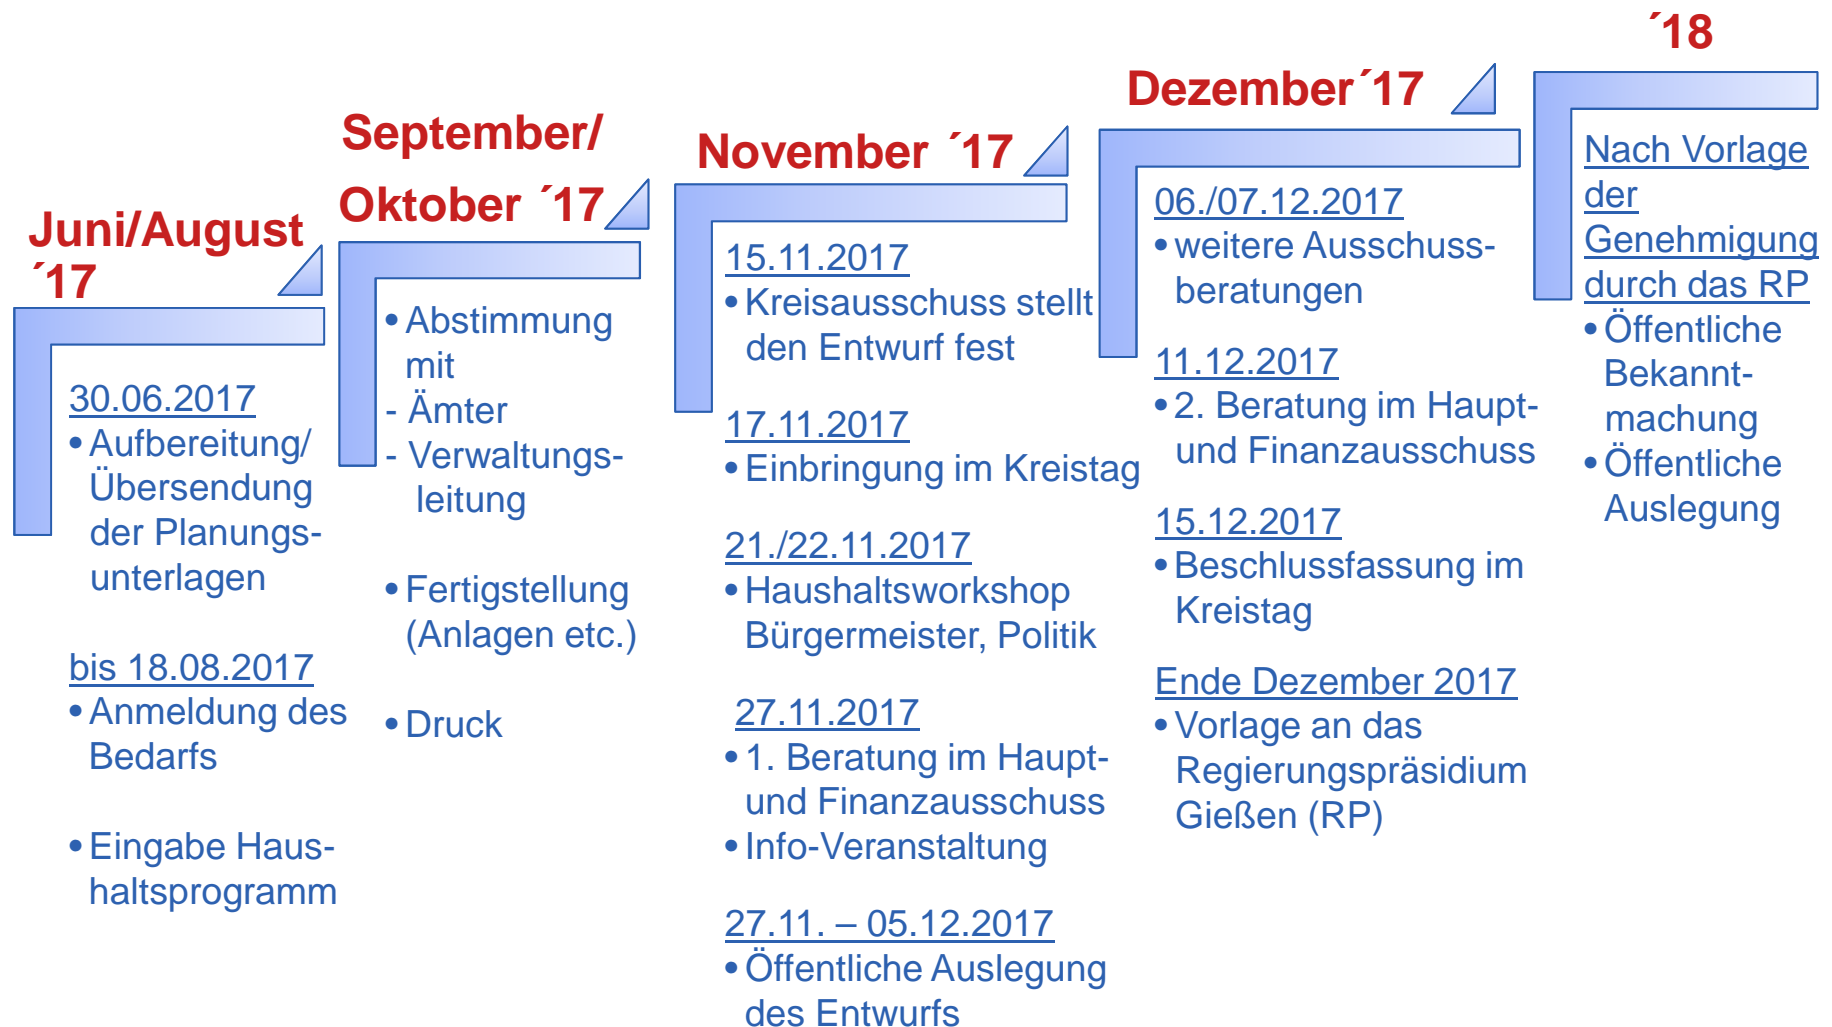 Juni/August
´17
30.06.2017
• Aufbereitung/
Übersendung
der Planungs-
unterlagen
bis 18.08.2017
• Anmeldung des
Bedarfs
• Eingabe Haus-
haltsprogramm
September/
Oktober ´17
• Abstimmung
mit
- Ämter
- Verwaltungs-
leitung
• Fertigstellung
(Anlagen etc.)
• Druck
November ´17
15.11.2017
• Kreisausschuss stellt
den Entwurf fest
17.11.2017
• Einbringung im Kreistag
21./22.11.2017
• Haushaltsworkshop
Bürgermeister, Politik
27.11.2017
• 1. Beratung im Haupt-
und Finanzausschuss
• Info-Veranstaltung
27.11. – 05.12.2017
• Öffentliche Auslegung
des Entwurfs
Dezember´17
06./07.12.2017
• weitere Ausschuss-
beratungen
11.12.2017
• 2. Beratung im Haupt-
und Finanzausschuss
15.12.2017
• Beschlussfassung im
Kreistag
Ende Dezember 2017
• Vorlage an das
Regierungspräsidium
Gießen (RP)
´18
Nach Vorlage
der
Genehmigung
durch das RP
• Öffentliche
Bekannt-
machung
• Öffentliche
Auslegung